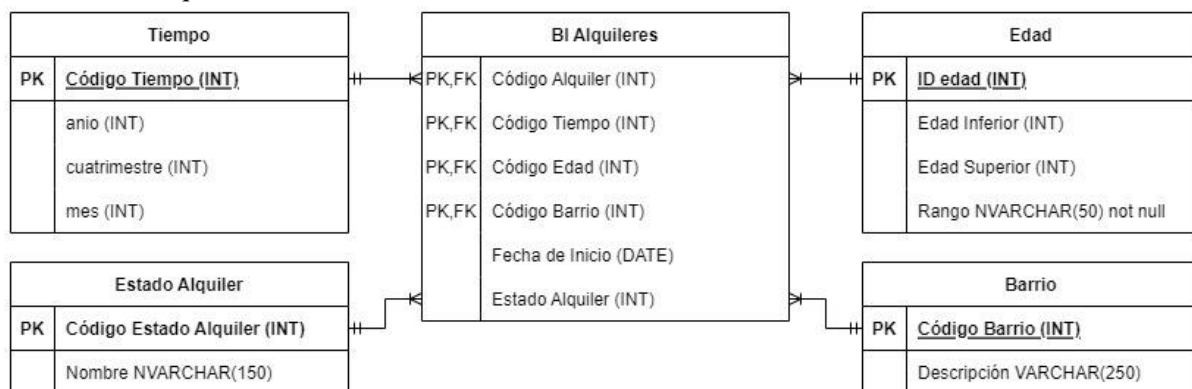 Tiempo
PK Código Tiempo (INT)
anio (INT)
cuatrimestre (INT)
mes (INT)
BI Alquileres
PK,FK Código Alquiler (INT)
PK,FK Código Tiempo (INT)
PK,FK Código Edad (INT)
PK,FK Código Barrio (INT)
Fecha de Inicio (DATE)
Estado Alquiler (INT)
Edad
PK ID edad (INT)
Edad Inferior (INT)
Edad Superior (INT)
Rango NVARCHAR(50) not null
Estado Alquiler
PK Código Estado Alquiler (INT)
Nombre NVARCHAR(150)
Barrio
PK Código Barrio (INT)
Descripción VARCHAR(250)